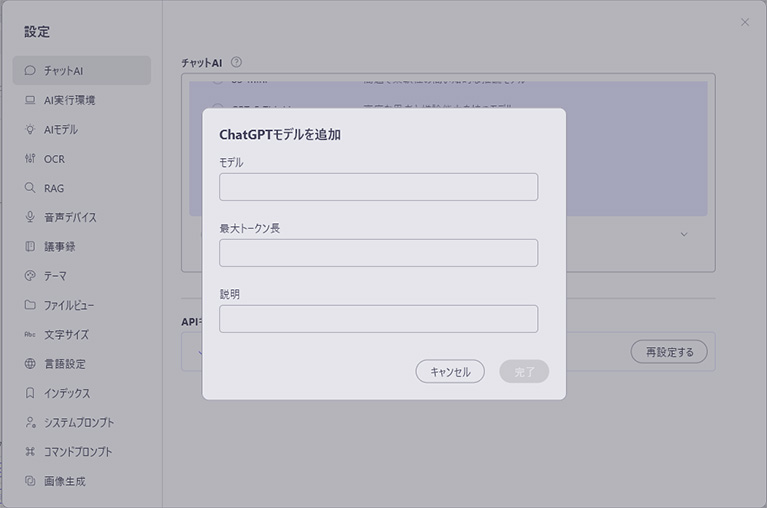 設定
チャットAI
AI実行環境
AIモデル
OCR
RAG
音声デバイス
議事録
テーマ
ファイルビュー
Abc 文字サイズ
言語設定
インデックス
システムプロンプト
コマンドプロンプト
画像生成
チャットAI
ChatGPTモデルを追加
モデル
最大トークン長
説明
キャンセル
完了
API
再設定する